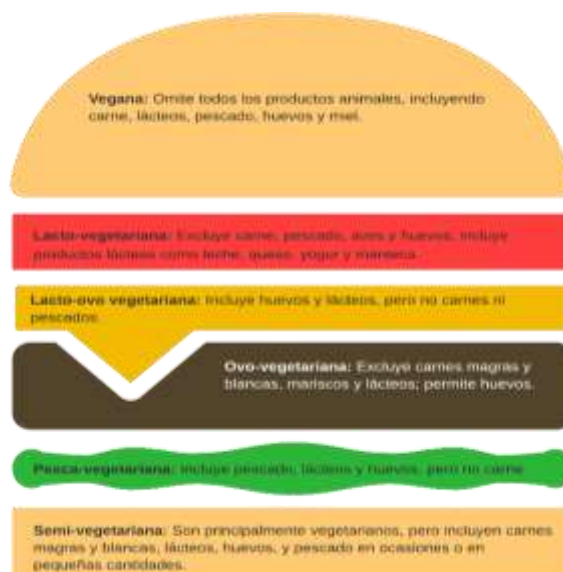 Vegana: Omite todos los productos animales, incluyendo
carne, lácteos, pescado, huevos y miel.
Lacto-vegetariana: Excluye carne, pescado, aves y huevos, incluye
productos lácteos como leche, queso, yogur y manteca.
Lacto-ovo vegetariana: Incluye huevos y lácteos, pero no carnes ni
pescados.
Ovo-vegetariana: Excluye carnes magras y
blancas, mariscos y lácteos; permite huevos.
Pesca-vegetariana: Incluye pescado, lácteos y huevos, pero no carne
Semi-vegetariana: Son principalmente vegetarianos, pero incluyen carnes
magras y blancas, lácteos, huevos, y pescado en ocasiones o en
pequeñas cantidades.